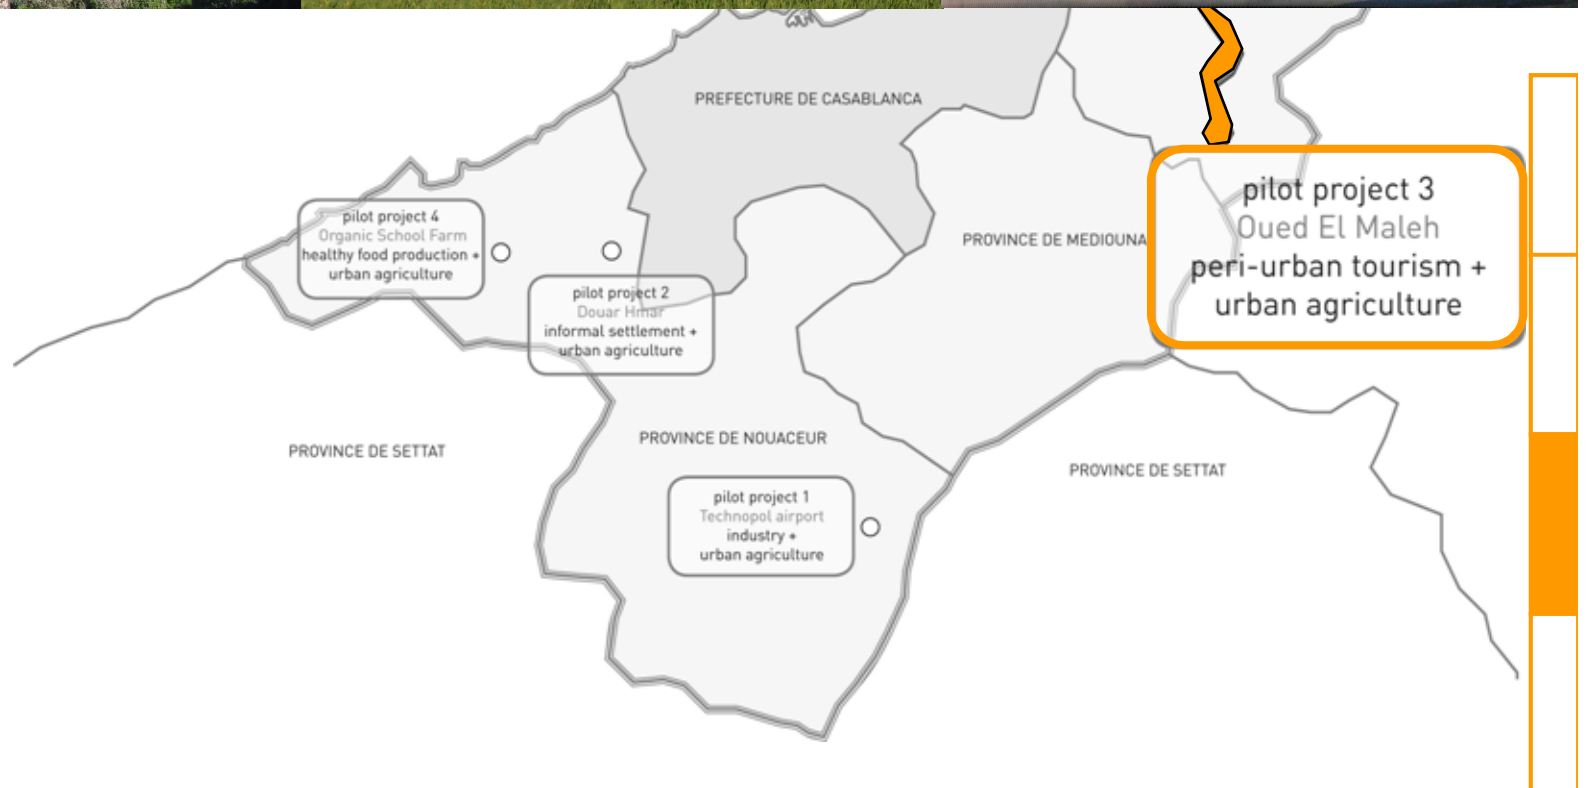 PREFECTURE DE CASABLANCA
pilot project 3
Oued El Maleh
peri-urban tourism +
urban agriculture
pilot project 4
Organic School Farm
healthy food production +
urban agriculture
PROVINCE DE MEDIOUNA
pilot project 2
Douar Hmar
informal settlement +
urban agriculture
PROVINCE DE SETTAT
PROVINCE DE NOUACEUR
PROVINCE DE SETTAT
pilot project 1
Technopol airport
industry +
urban agriculture